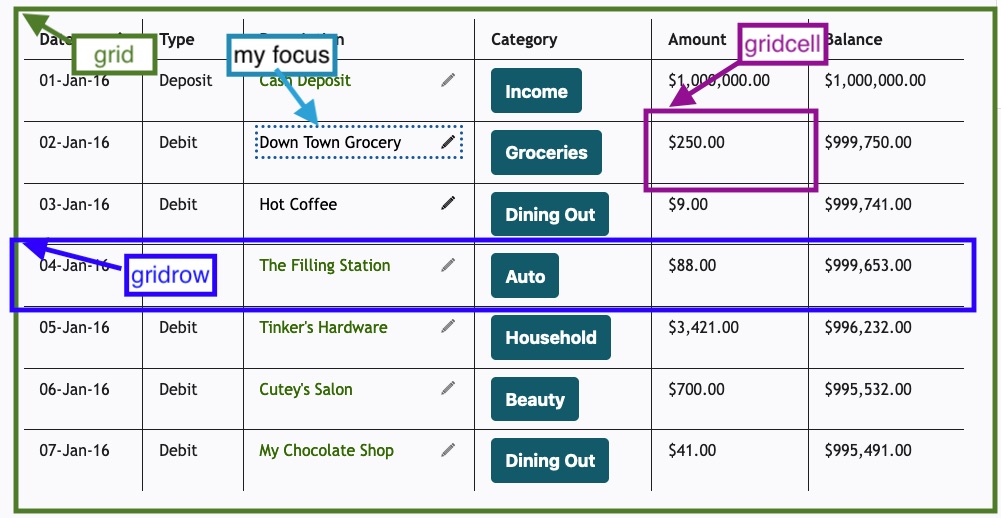 grid
my focus
gridcell
Type Category Amount Balance
01-Jan-16 Deposit Cash Deposit Income $1,000,000.00 $1,000,000.00
02-Jan-16 Debit Down Town Grocery Groceries $250.00 $999,750.00
03-Jan-16 Debit Hot Coffee Dining Out $9.00 $999,741.00
04-Jan-16 The Filling Station Auto $88.00 $999,653.00
gridrow
05-Jan-16 Debit Tinker's Hardware Household $3,421.00 $996,232.00
06-Jan-16 Debit Cutey's Salon Beauty $700.00 $995,532.00
07-Jan-16 Debit My Chocolate Shop Dining Out $41.00 $995,491.00